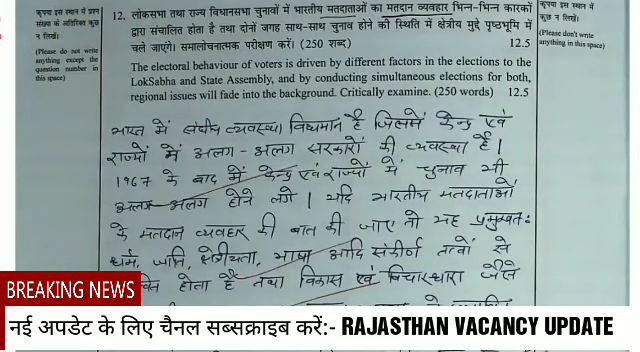 कृपया इस स्थान में प्रश्न
संख्या के अतिरिक्त कुछ
न लिखें।
(Please do not write
anything except the
question number in
this space)
12. लोकसभा तथा राज्य विधानसभा चुनावों में भारतीय मतदाताओं का मतदान व्यवहार भिन्न-भिन्न कारकों
द्वारा संचालित होता है तथा दोनों जगह साथ-साथ चुनाव होने की स्थिति में क्षेत्रीय मुद्दे पृष्ठभूमि में
चले जाएंगे। समालोचनात्मक परीक्षण करें। (250 शब्द) 12.5
The electoral behaviour of voters is driven by different factors in the elections to the
LokSabha and State Assembly, and by conducting simultaneous elections for both,
regional issues will fade into the background. Critically examine. (250 words) 12.5
कृपया इस स्थान में
कुछ न लिखें।
(Please don't write
anything in this space)
भारत में संघीय व्यवस्था विद्यमान है जिसमें केन्द्र एवं
राज्यों में अलग-अलग सरकारों की व्यवस्था है।
1967 के बाद में केन्द्र एवं राज्यों में चुनाव भी
अलग-अलग होने लगे। यदि भारतीय मतदाताओं
के मतदान व्यवहार की बात की जाए तो यह प्रमुखतः
धर्म, जाति, क्षेत्रीयता, भाषा आदि संकीर्ण तत्वों से
होता है तथा विकास एवं विचारधारा जैसे
BREAKING NEWS
नई अपडेट के लिए चैनल सब्सक्राइब करें:- RAJASTHAN VACANCY UPDATE